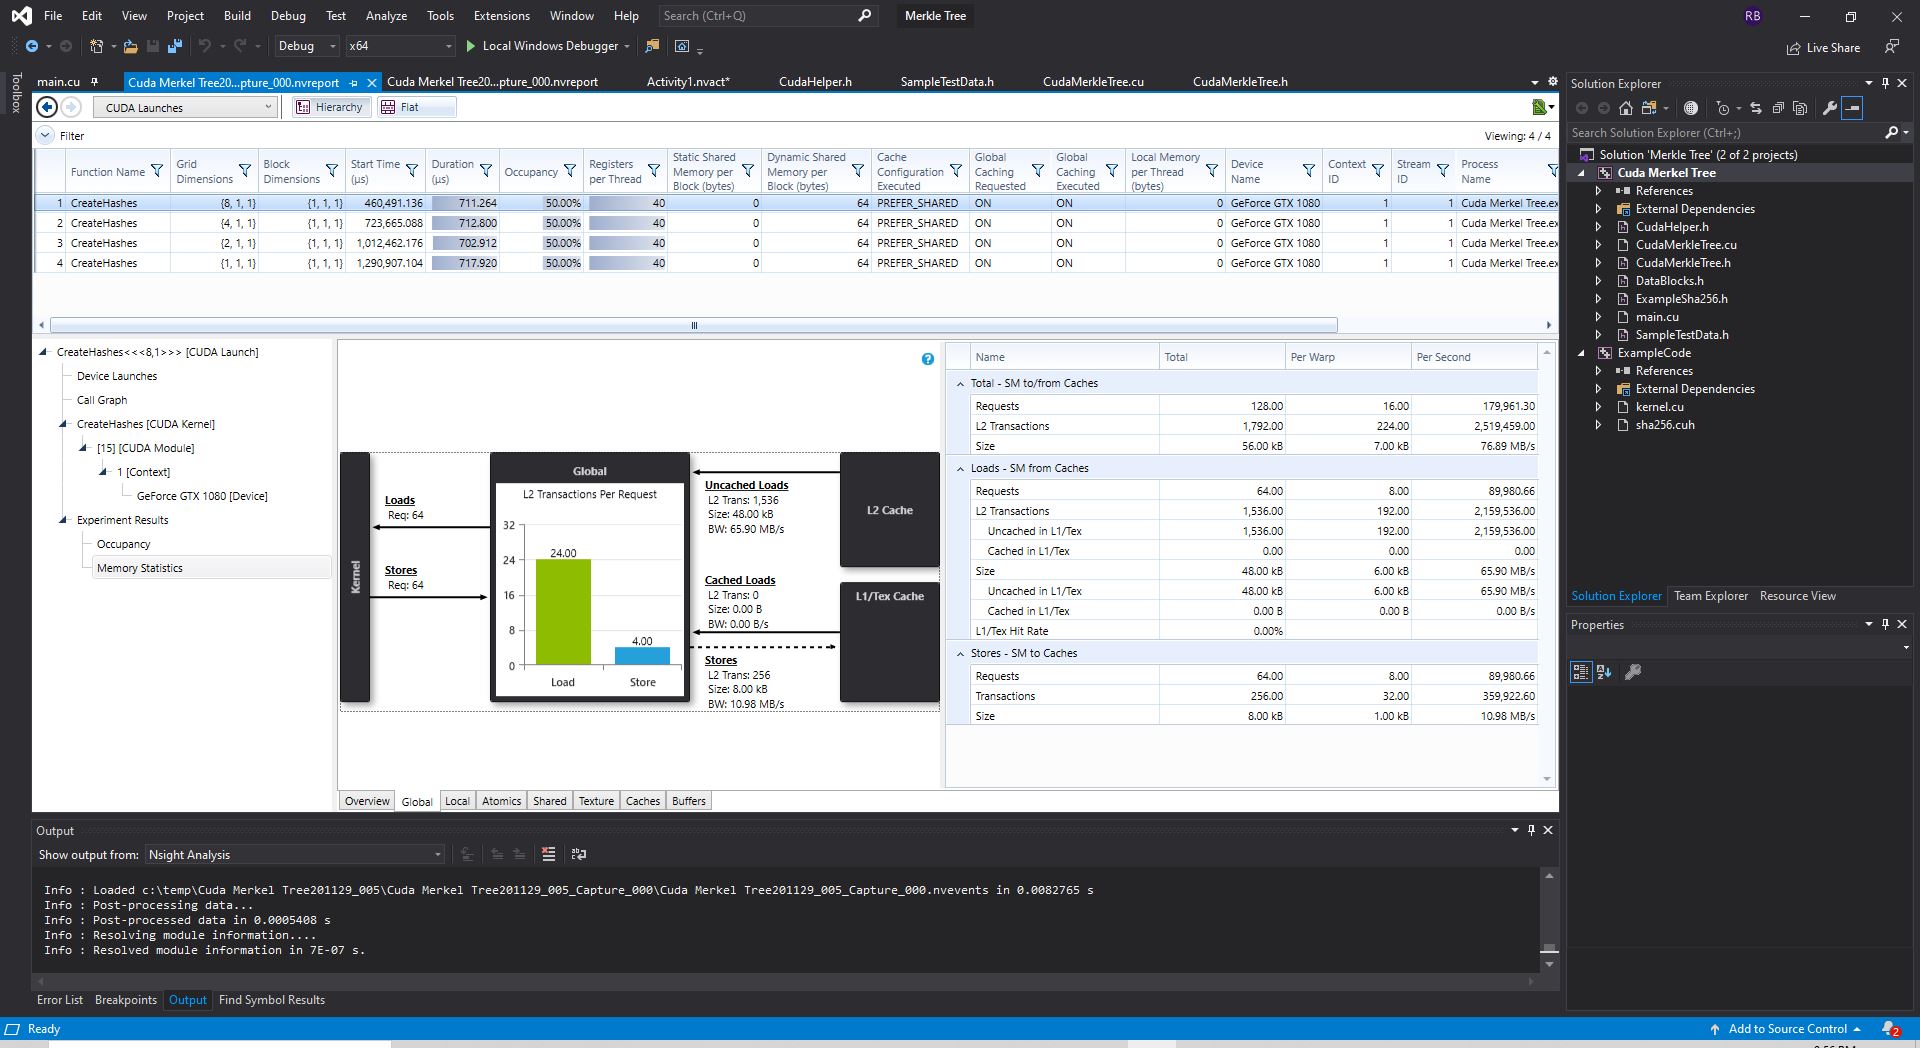 File Edit View Project Build Debug Test Analyze Tools Extensions Window Help Search (Ctrl+Q) Merkle Tree RB
Debug x64 Local Windows Debugger Live Share
Toolbox
main.cu Cuda Merkel Tree20...pture_000.nvreport Cuda Merkel Tree20...pture_000.nvreport Activity1.nvact* CudaHelper.h SampleTestData.h CudaMerkleTree.cu CudaMerkleTree.h
CUDA Launches Hierarchy Flat
Filter Viewing: 4 / 4
Function Name Grid Dimensions Block Dimensions Start Time (µs) Duration (µs) Occupancy Registers per Thread Static Shared Memory per Block (bytes) Dynamic Shared Memory per Block (bytes) Cache Configuration Executed Global Caching Requested Global Caching Executed Local Memory per Thread (bytes) Device Name Context ID Stream ID Process Name
1 CreateHashes {8, 1, 1} {1, 1, 1} 460,491.136 711.264 50.00% 40 0 64 PREFER_SHARED ON ON 0 GeForce GTX 1080 1 1 Cuda Merkel Tree.ex
2 CreateHashes {4, 1, 1} {1, 1, 1} 723,665.088 712.800 50.00% 40 0 64 PREFER_SHARED ON ON 0 GeForce GTX 1080 1 1 Cuda Merkel Tree.ex
3 CreateHashes {2, 1, 1} {1, 1, 1} 1,012,462.176 702.912 50.00% 40 0 64 PREFER_SHARED ON ON 0 GeForce GTX 1080 1 1 Cuda Merkel Tree.ex
4 CreateHashes {1, 1, 1} {1, 1, 1} 1,290,907.104 717.920 50.00% 40 0 64 PREFER_SHARED ON ON 0 GeForce GTX 1080 1 1 Cuda Merkel Tree.ex
CreateHashes<<<8,1>>> [CUDA Launch]
Device Launches
Call Graph
CreateHashes [CUDA Kernel]
[15] [CUDA Module]
1 [Context]
GeForce GTX 1080 [Device]
Experiment Results
Occupancy
Memory Statistics
Kernel
Loads
Req: 64
Stores
Req: 64
Global
L2 Transactions Per Request
32
24
16
8
0
24.00
4.00
Load Store
Uncached Loads
L2 Trans: 1,536
Size: 48.00 kB
BW: 65.90 MB/s
Cached Loads
L2 Trans: 0
Size: 0.00 B
BW: 0.00 B/s
Stores
L2 Trans: 256
Size: 8.00 kB
BW: 10.98 MB/s
L2 Cache
L1/Tex Cache
Overview Global Local Atomics Shared Texture Caches Buffers
Name Total Per Warp Per Second
Total - SM to/from Caches
Requests 128.00 16.00 179,961.30
L2 Transactions 1,792.00 224.00 2,519,459.00
Size 56.00 kB 7.00 kB 76.89 MB/s
Loads - SM from Caches
Requests 64.00 8.00 89,980.66
L2 Transactions 1,536.00 192.00 2,159,536.00
Uncached in L1/Tex 1,536.00 192.00 2,159,536.00
Cached in L1/Tex 0.00 0.00 0.00
Size 48.00 kB 6.00 kB 65.90 MB/s
Uncached in L1/Tex 48.00 kB 6.00 kB 65.90 MB/s
Cached in L1/Tex 0.00 B 0.00 B 0.00 B/s
L1/Tex Hit Rate 0.00%
Stores - SM to Caches
Requests 64.00 8.00 89,980.66
Transactions 256.00 32.00 359,922.60
Size 8.00 kB 1.00 kB 10.98 MB/s
Solution Explorer
Search Solution Explorer (Ctrl+;)
Solution 'Merkle Tree' (2 of 2 projects)
Cuda Merkel Tree
References
External Dependencies
CudaHelper.h
CudaMerkleTree.cu
CudaMerkleTree.h
DataBlocks.h
ExampleSha256.h
main.cu
SampleTestData.h
ExampleCode
References
External Dependencies
kernel.cu
sha256.cuh
Solution Explorer Team Explorer Resource View
Properties
Output
Show output from: Nsight Analysis
Info : Loaded c:\temp\Cuda Merkel Tree201129_005\Cuda Merkel Tree201129_005_Capture_000\Cuda Merkel Tree201129_005_Capture_000.nvevents in 0.0082765 s
Info : Post-processing data...
Info : Post-processed data in 0.0005408 s
Info : Resolving module information....
Info : Resolved module information in 7E-07 s.
Error List Breakpoints Output Find Symbol Results
Ready Add to Source Control 2